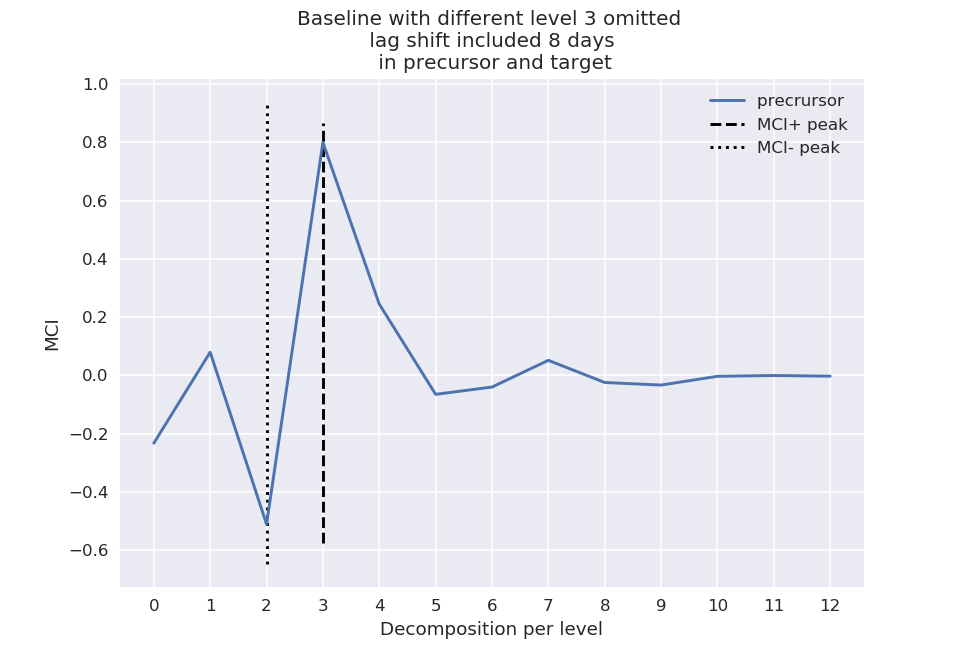 Baseline with different level 3 omitted
lag shift included 8 days
in precursor and target
precrursor
MCI+ peak
MCI- peak
1.0
0.8
0.6
0.4
0.2
0.0
−0.2
−0.4
−0.6
MCI
0 1 2 3 4 5 6 7 8 9 10 11 12
Decomposition per level